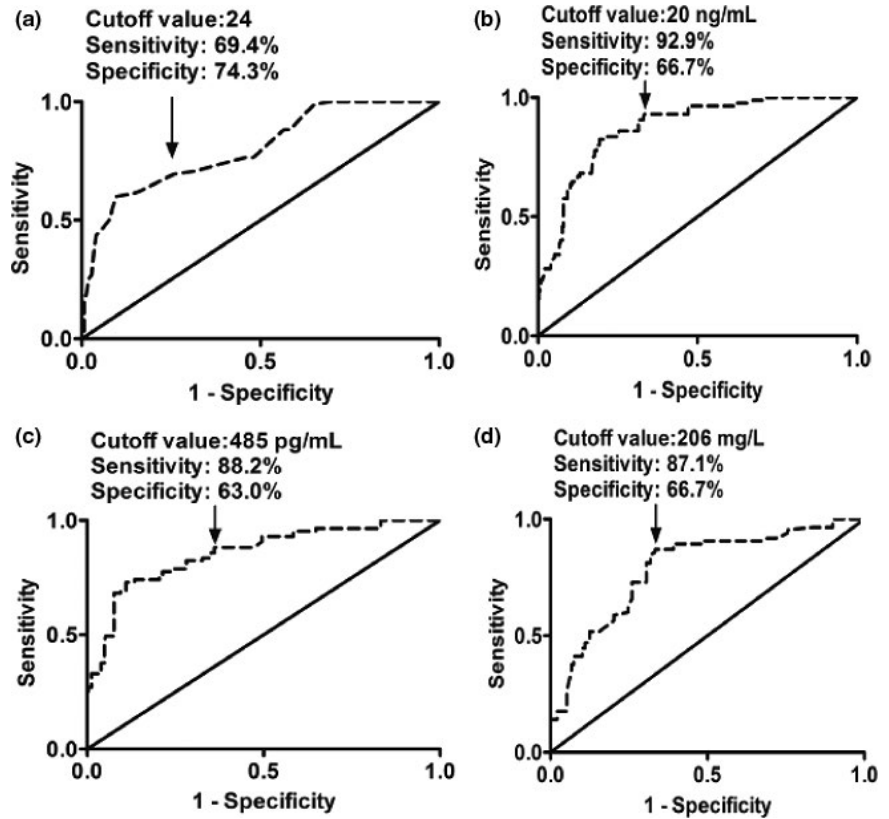 (a)
Cutoff value:24
Sensitivity: 69.4%
Specificity: 74.3%
1.0
0.5
0.0
Sensitivity
0.0 0.5 1.0
1 - Specificity
(b)
Cutoff value:20 ng/mL
Sensitivity: 92.9%
Specificity: 66.7%
1.0
0.5
0.0
Sensitivity
0.0 0.5 1.0
1 - Specificity
(c)
Cutoff value:485 pg/mL
Sensitivity: 88.2%
Specificity: 63.0%
1.0
0.5
0.0
Sensitivity
0.0 0.5 1.0
1 - Specificity
(d)
Cutoff value:206 mg/L
Sensitivity: 87.1%
Specificity: 66.7%
1.0
0.5
0.0
Sensitivity
0.0 0.5 1.0
1 - Specificity